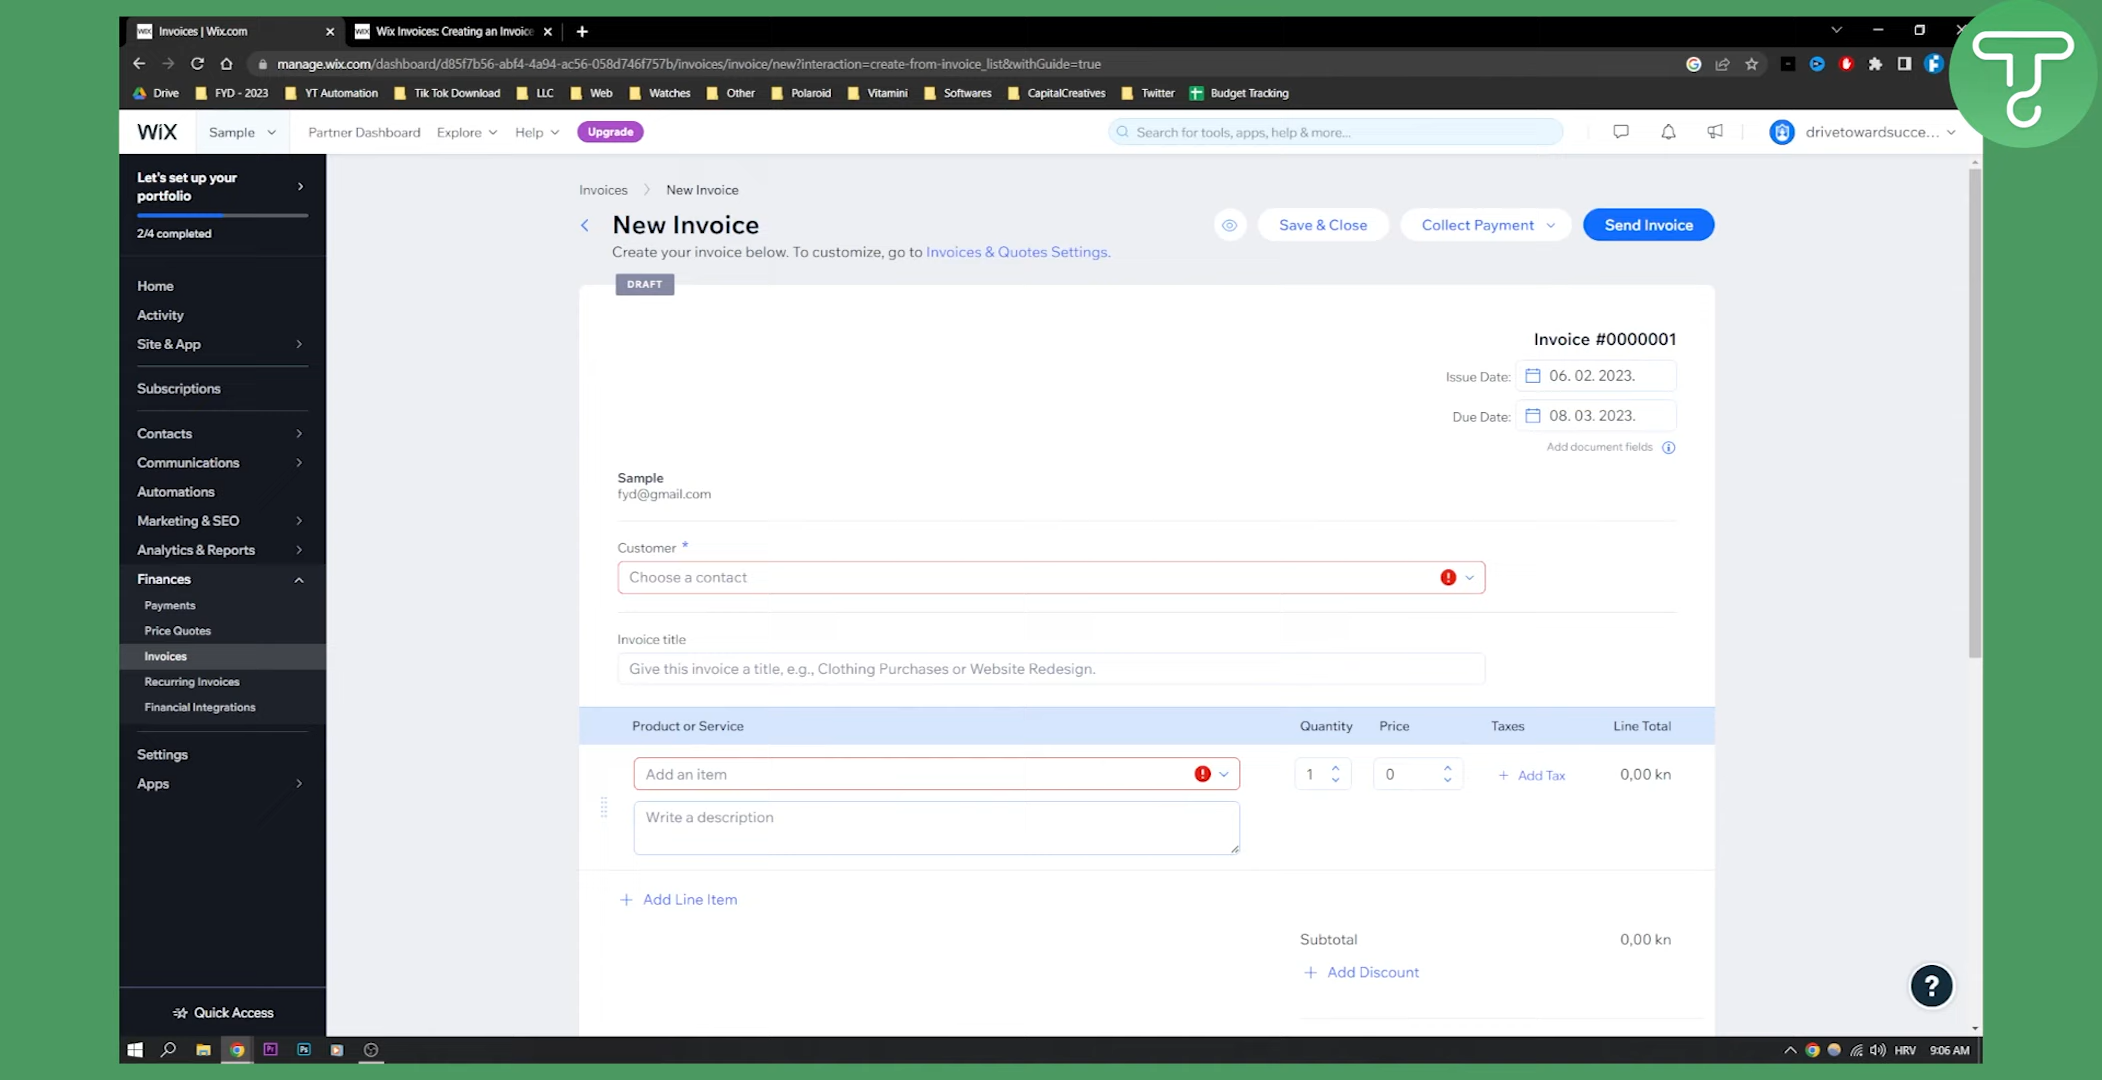 Invoices | Wix.com
Wix Invoices: Creating an Invoice
manage.wix.com/dashboard/d85f7b56-abf4-4a94-ac56-058d746f757b/invoices/invoice/new?interaction=create-from-invoice_list&withGuide=true
Drive FYD - 2023 YT Automation Tik Tok Download LLC Web Watches Other Polaroid Vitamini Softwares CapitalCreatives Twitter Budget Tracking
WiX Sample Partner Dashboard Explore Help Upgrade Search for tools, apps, help & more... drivetowardsucce...
Let's set up your
portfolio
2/4 completed
Home
Activity
Site & App
Subscriptions
Contacts
Communications
Automations
Marketing & SEO
Analytics & Reports
Finances
Payments
Price Quotes
Invoices
Recurring Invoices
Financial Integrations
Settings
Apps
Quick Access
Invoices > New Invoice
New Invoice
Save & Close Collect Payment Send Invoice
Create your invoice below. To customize, go to Invoices & Quotes Settings.
DRAFT
Invoice #0000001
Issue Date: 06. 02. 2023.
Due Date: 08. 03. 2023.
Add document fields
Sample
fyd@gmail.com
Customer *
Choose a contact
Invoice title
Give this invoice a title, e.g., Clothing Purchases or Website Redesign.
Product or Service Quantity Price Taxes Line Total
Add an item 1 0 + Add Tax 0,00 kn
Write a description
+ Add Line Item
Subtotal 0,00 kn
+ Add Discount
?
Pr Ps HRV 9:06 AM